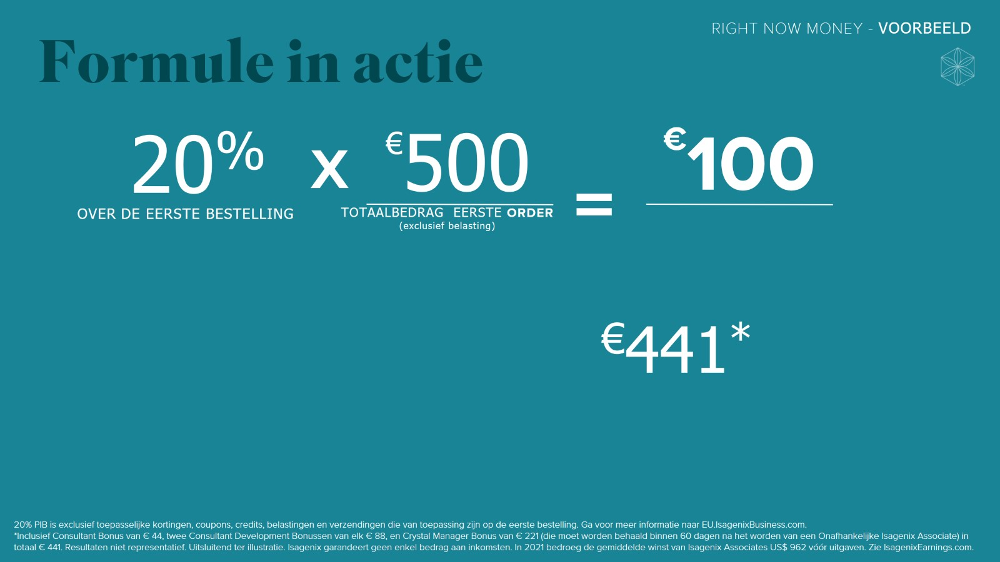 RIGHT NOW MONEY - VOORBEELD
Formule in actie
20% x €500 = €100
OVER DE EERSTE BESTELLING
TOTAALBEDRAG EERSTE ORDER
(exclusief belasting)
€441*
20% PIB is exclusief toepasselijke kortingen, coupons, credits, belastingen en verzendingen die van toepassing zijn op de eerste bestelling. Ga voor meer informatie naar EU.IsagenixBusiness.com.
*Inclusief Consultant Bonus van € 44, twee Consultant Development Bonussen van elk € 88, en Crystal Manager Bonus van € 221 (die moet worden behaald binnen 60 dagen na het worden van een Onafhankelijke Isagenix Associate) in
totaal € 441. Resultaten niet representatief. Uitsluitend ter illustratie. Isagenix garandeert geen enkel bedrag aan inkomsten. In 2021 bedroeg de gemiddelde winst van Isagenix Associates US$ 962 vóór uitgaven. Zie IsagenixEarnings.com.